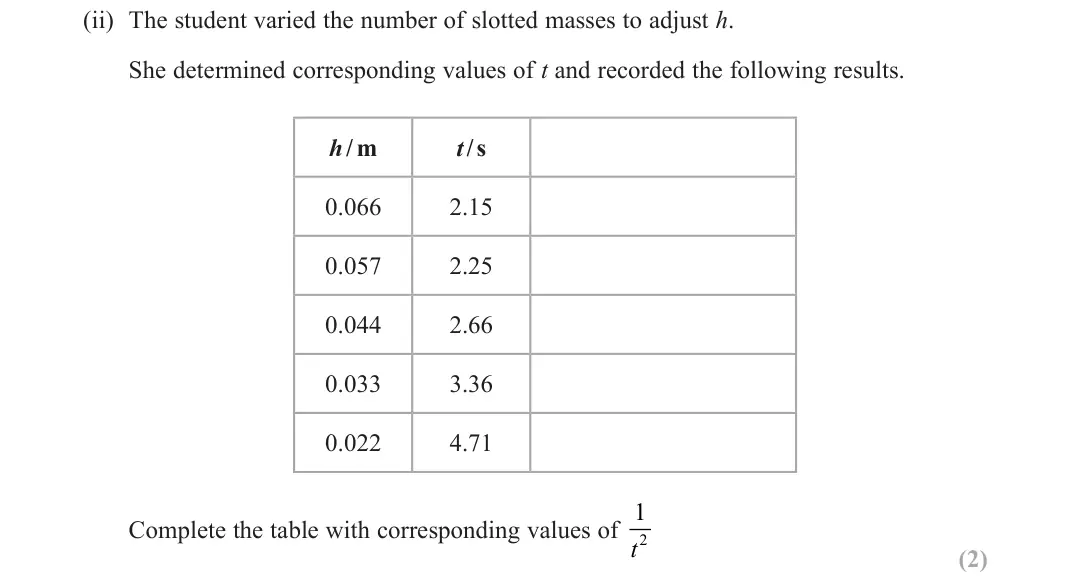 (ii) The student varied the number of slotted masses to adjust h.
She determined corresponding values of t and recorded the following results.
h/m t/s
0.066 2.15
0.057 2.25
0.044 2.66
0.033 3.36
0.022 4.71
Complete the table with corresponding values of 1/t²
(2)